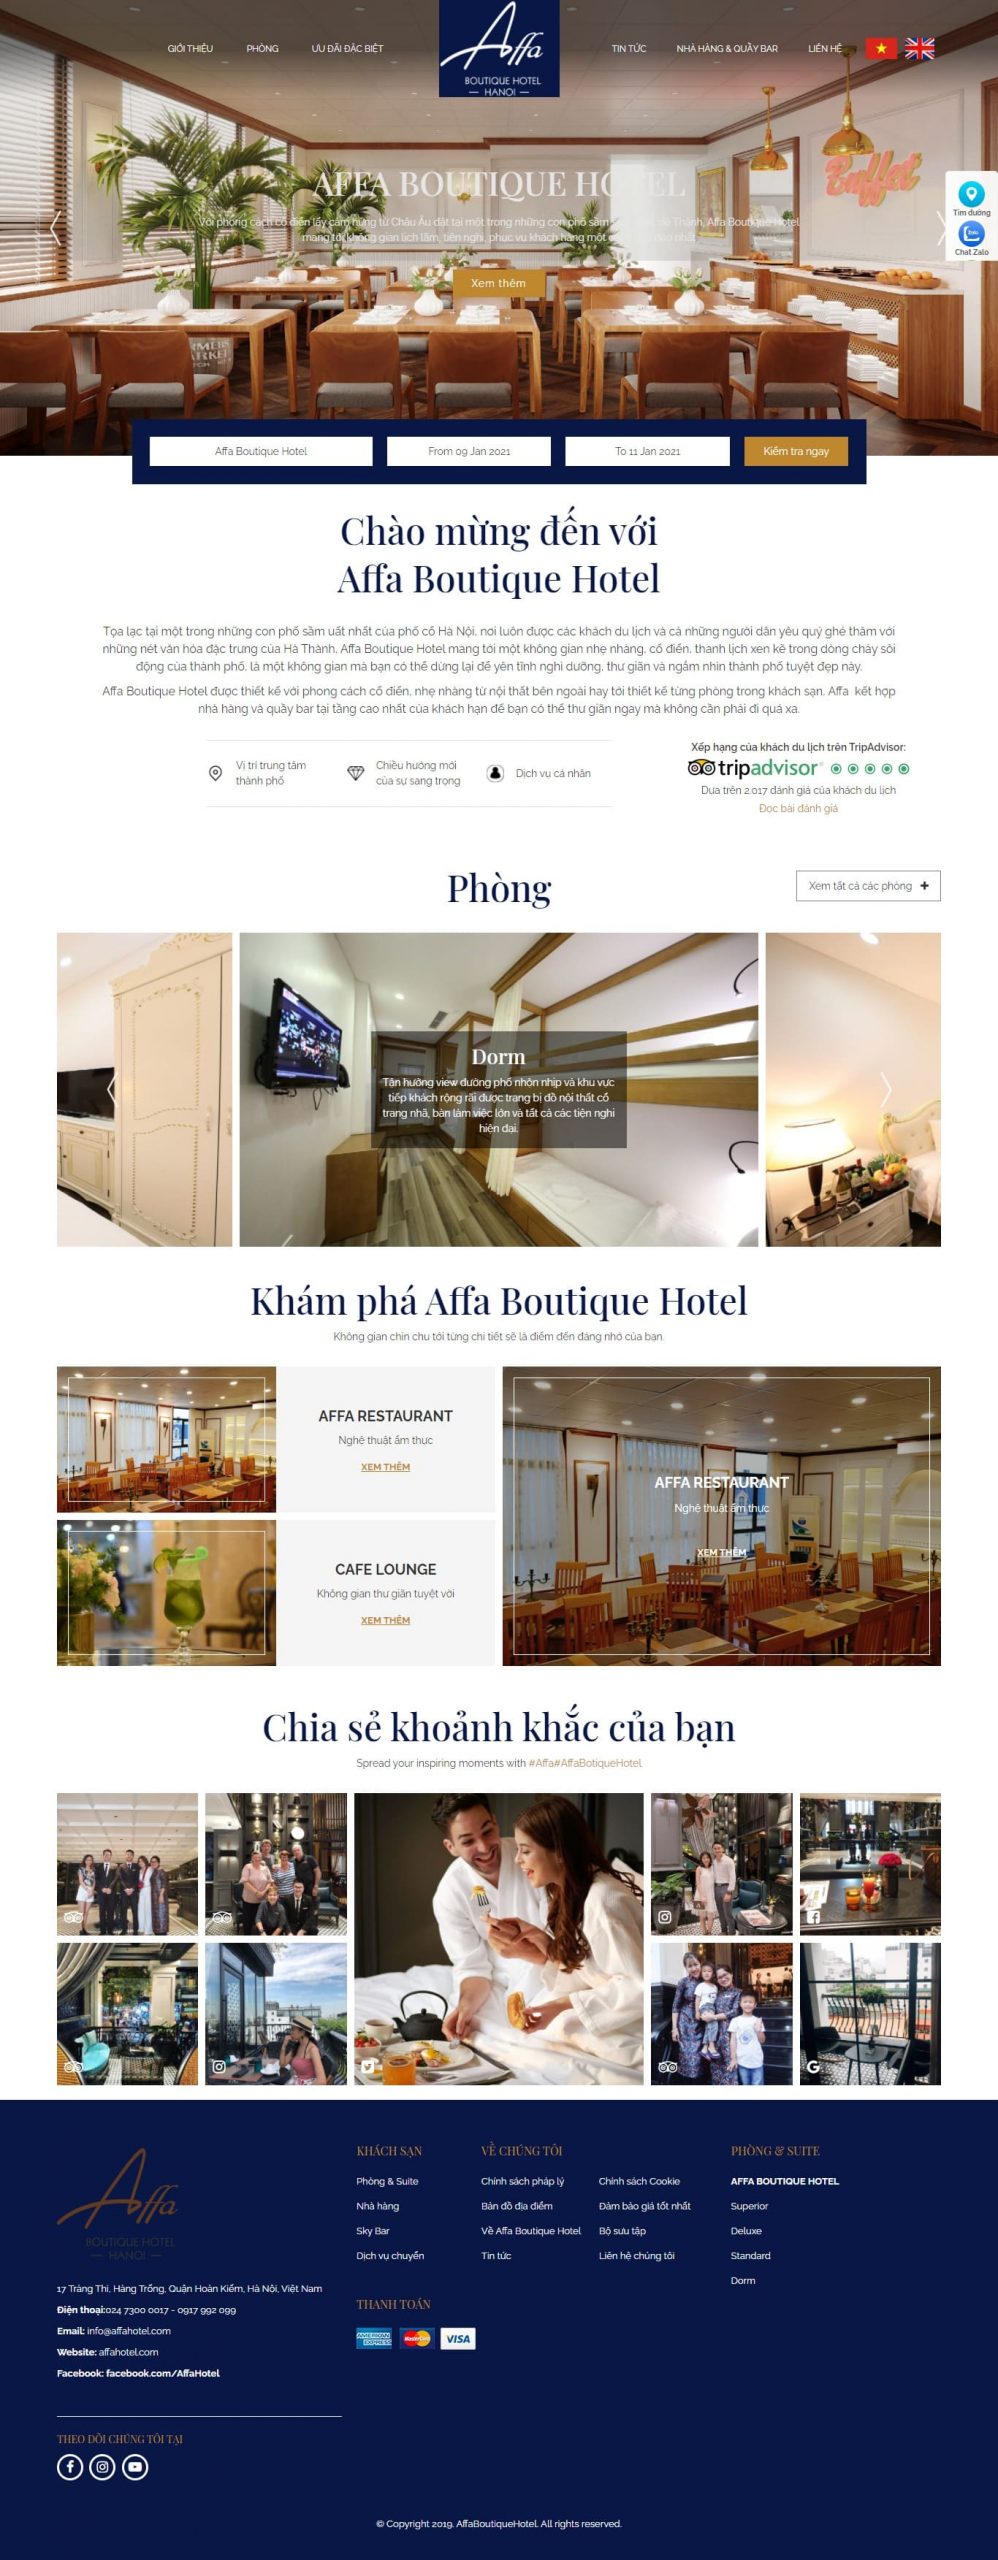 GIỚI THIỆU
PHÒNG
ƯU ĐÃI ĐẶC BIỆT
Affa
BOUTIQUE HOTEL
— HANOI —
TIN TỨC
NHÀ HÀNG & QUẦY BAR
LIÊN HỆ
Buffet
AFFA BOUTIQUE HOTEL
Với phong cách cổ điển lấy cảm hứng từ Châu Âu đặt tại một trong những con phố sầm Thành, Affa Boutique Hotel
mang tới không gian lịch lãm, tiện nghi, phục vụ khách hàng một nhất
Xem thêm
Tìm đường
Zalo
Chat Zalo
Affa Boutique Hotel
From 09 Jan 2021
To 11 Jan 2021
Kiểm tra ngay
Chào mừng đến với
Affa Boutique Hotel
Tọa lạc tại một trong những con phố sầm uất nhất của phố cổ Hà Nội, nơi luôn được các khách du lịch và cả những người dân yêu quý ghé thăm với
những nét văn hóa đặc trưng của Hà Thành, Affa Boutique Hotel mang tới một không gian nhẹ nhàng, cổ điển, thanh lịch xen kẽ trong dòng chảy sôi
động của thành phố, là một không gian mà bạn có thể dừng lại để yên tĩnh nghỉ dưỡng, thư giãn và ngắm nhìn thành phố tuyệt đẹp này.
Affa Boutique Hotel được thiết kế với phong cách cổ điển, nhẹ nhàng từ nội thất bên ngoài hay tới thiết kế từng phòng trong khách sạn. Affa kết hợp
nhà hàng và quầy bar tại tầng cao nhất của khách hạn để bạn có thể thư giãn ngay mà không cần phải đi quá xa.
Vị trí trung tâm
thành phố
Chiều hướng mới
của sự sang trọng
Dịch vụ cá nhân
Xếp hạng của khách du lịch trên TripAdvisor:
tripadvisor®
Dựa trên 2.017 đánh giá của khách du lịch
Đọc bài đánh giá
Phòng
Xem tất cả các phòng +
Dorm
Tận hưởng view đường phố nhộn nhịp và khu vực
tiếp khách rộng rãi được trang bị đồ nội thất cổ
trang nhã, bàn làm việc lớn và tất cả các tiện nghi
hiện đại.
Khám phá Affa Boutique Hotel
Không gian chỉn chu tới từng chi tiết sẽ là điểm đến đáng nhớ của bạn.
AFFA RESTAURANT
Nghệ thuật ẩm thực
XEM THÊM
AFFA RESTAURANT
Nghệ thuật ẩm thực
XEM THÊM
CAFE LOUNGE
Không gian thư giãn tuyệt vời
XEM THÊM
Chia sẻ khoảnh khắc của bạn
Spread your inspiring moments with #Affa#AffaBotiqueHotel
Affa
BOUTIQUE HOTEL
— HANOI —
17 Tràng Thi, Hàng Trống, Quận Hoàn Kiếm, Hà Nội, Việt Nam
Điện thoại:024 7300 0017 - 0917 992 099
Email: info@affahotel.com
Website: affahotel.com
Facebook: facebook.com/AffaHotel
THEO DÕI CHÚNG TÔI TẠI
KHÁCH SẠN
Phòng & Suite
Nhà hàng
Sky Bar
Dịch vụ chuyển
VỀ CHÚNG TÔI
Chính sách pháp lý
Bản đồ địa điểm
Về Affa Boutique Hotel
Tin tức
Chính sách Cookie
Đảm bảo giá tốt nhất
Bộ sưu tập
Liên hệ chúng tôi
PHÒNG & SUITE
AFFA BOUTIQUE HOTEL
Superior
Deluxe
Standard
Dorm
THANH TOÁN
AMERICAN EXPRESS
MasterCard
VISA
© Copyright 2019. AffaBoutiqueHotel. All rights reserved.